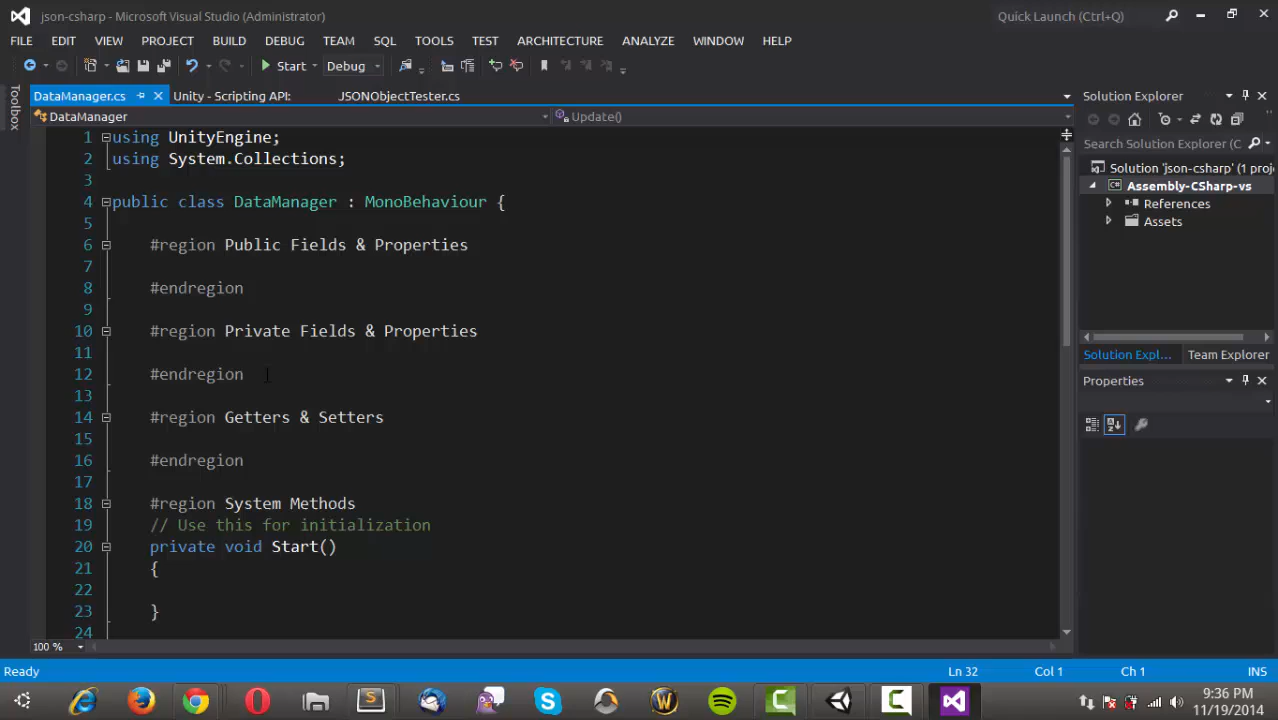 json-csharp - Microsoft Visual Studio (Administrator)
Quick Launch (Ctrl+Q)
FILE EDIT VIEW PROJECT BUILD DEBUG TEAM SQL TOOLS TEST ARCHITECTURE ANALYZE WINDOW HELP
Start Debug
Toolbox
DataManager.cs Unity - Scripting API: JSONObjectTester.cs
DataManager Update()
1 using UnityEngine;
2 using System.Collections;
3
4 public class DataManager : MonoBehaviour {
5
6 #region Public Fields & Properties
7
8 #endregion
9
10 #region Private Fields & Properties
11
12 #endregion
13
14 #region Getters & Setters
15
16 #endregion
17
18 #region System Methods
19 // Use this for initialization
20 private void Start()
21 {
22
23 }
24
100 %
Solution Explorer
Search Solution Explorer (C
Solution 'json-csharp' (1 proj
Assembly-CSharp-vs
References
Assets
Solution Expl... Team Explorer
Properties
Ready Ln 32 Col 1 Ch 1 INS
9:36 PM
11/19/2014